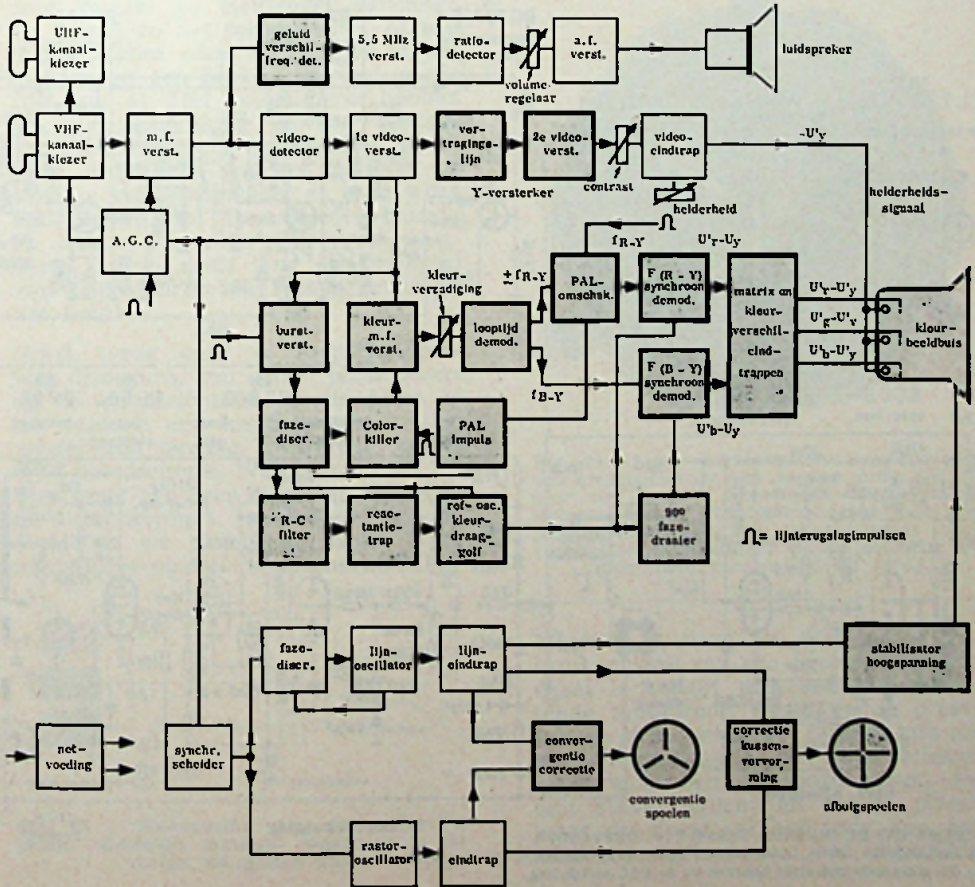 UHF-
kanaal-
kiezer
geluid
verschil-
freq. det.
5,5 MHz
verst.
ratio-
detector
volume-
regelaar
a.f.
verst.
luidspreker
VHF-
kanaal-
kiezer
m.f.
verst.
video-
detector
1e video-
verst.
ver-
tragings-
lijn
2e video-
verst.
contrast
video-
eindtrap
-U'y
Y-versterker
helderheid
helderheids-
signaal
A.G.C.
burst-
verst.
kleur-
m.f. verst.
kleur-
verzadiging
looptijd
demod.
± fR-Y
fB-Y
PAL-
omschak.
fR-Y
U'r-Uy
F (R - Y)
synchroon
demod.
F (B - Y)
synchroon
demod.
U'b-Uy
matrix en
kleur-
verschil-
eind-
trappen
U'r-U'y
U'g-U'y
U'b-U'y
kleur-
beeldbuis
faze-
discr.
Color-
killer
PAL
impuls
R-C
filter
reac-
tantie-
trap
ref- osc.
kleur-
draag-
golf
90o
faze-
draaier
= lijnterugslagimpulsen
faze-
discr.
lijn-
oscillator
lijn-
eindtrap
stabilisator
hoogspanning
net-
voeding
synchr.
scheider
conver-
gentie
correctie
convergentie
spoelen
correctie
kussen-
vervor-
ming
afbuigspoelen
raster-
oscillator
eindtrap